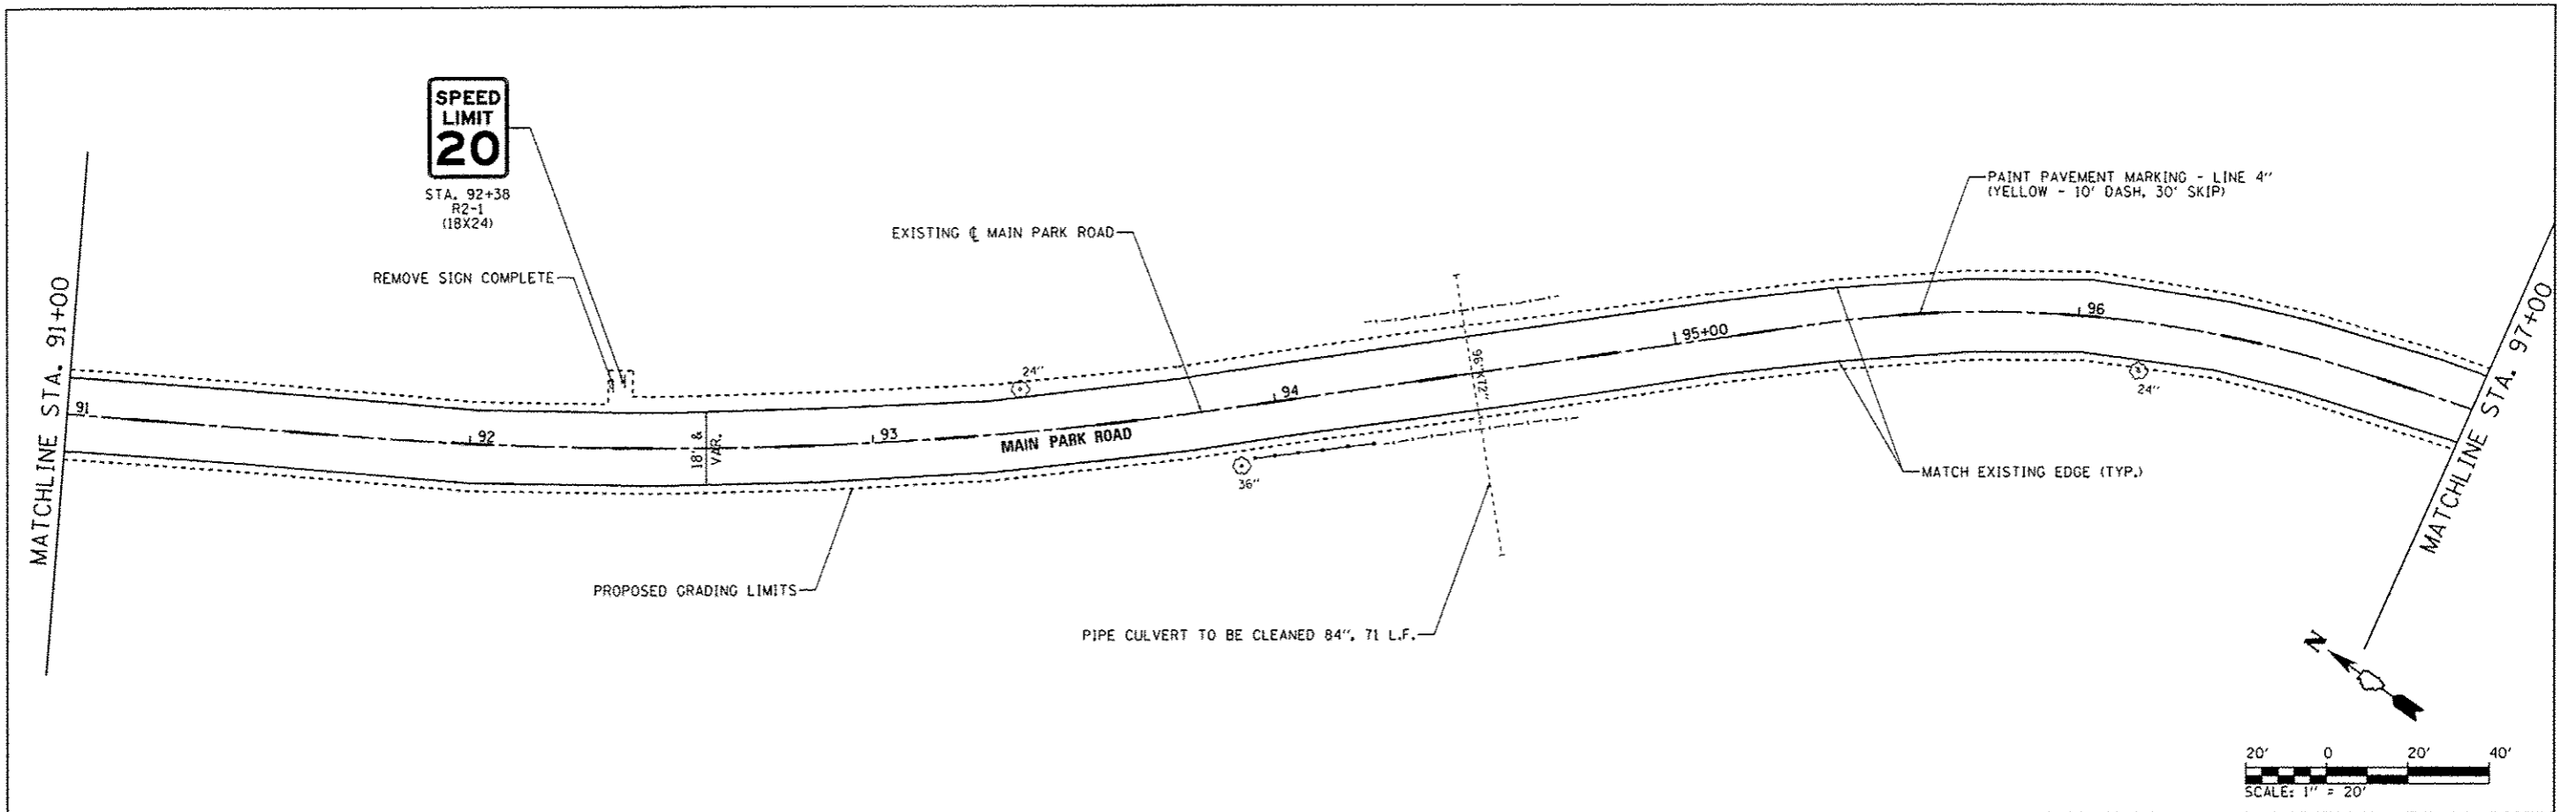 SPEED
LIMIT
20
STA. 92+38
R2-1
(18X24)
REMOVE SIGN COMPLETE
EXISTING ℄ MAIN PARK ROAD
PAINT PAVEMENT MARKING - LINE 4"
(YELLOW - 10' DASH, 30' SKIP)
MATCHLINE STA. 91+00
91
92
18' &
VAR.
93
24"
MAIN PARK ROAD
94
36"
96"X72"
95+00
96
24"
MATCH EXISTING EDGE (TYP.)
MATCHLINE STA. 97+00
PROPOSED GRADING LIMITS
PIPE CULVERT TO BE CLEANED 84", 71 L.F.
N
20' 0 20' 40'
SCALE: 1" = 20'